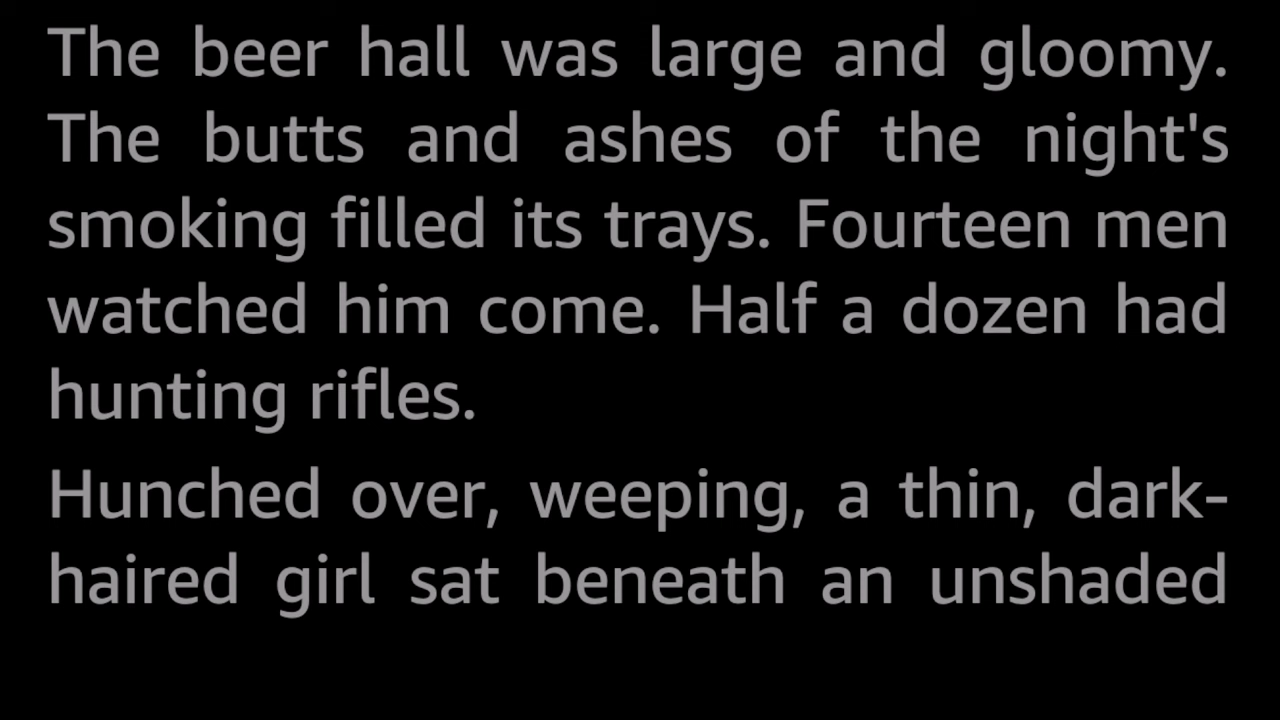 The beer hall was large and gloomy.
The butts and ashes of the night's
smoking filled its trays. Fourteen men
watched him come. Half a dozen had
hunting rifles.
Hunched over, weeping, a thin, dark-
haired girl sat beneath an unshaded